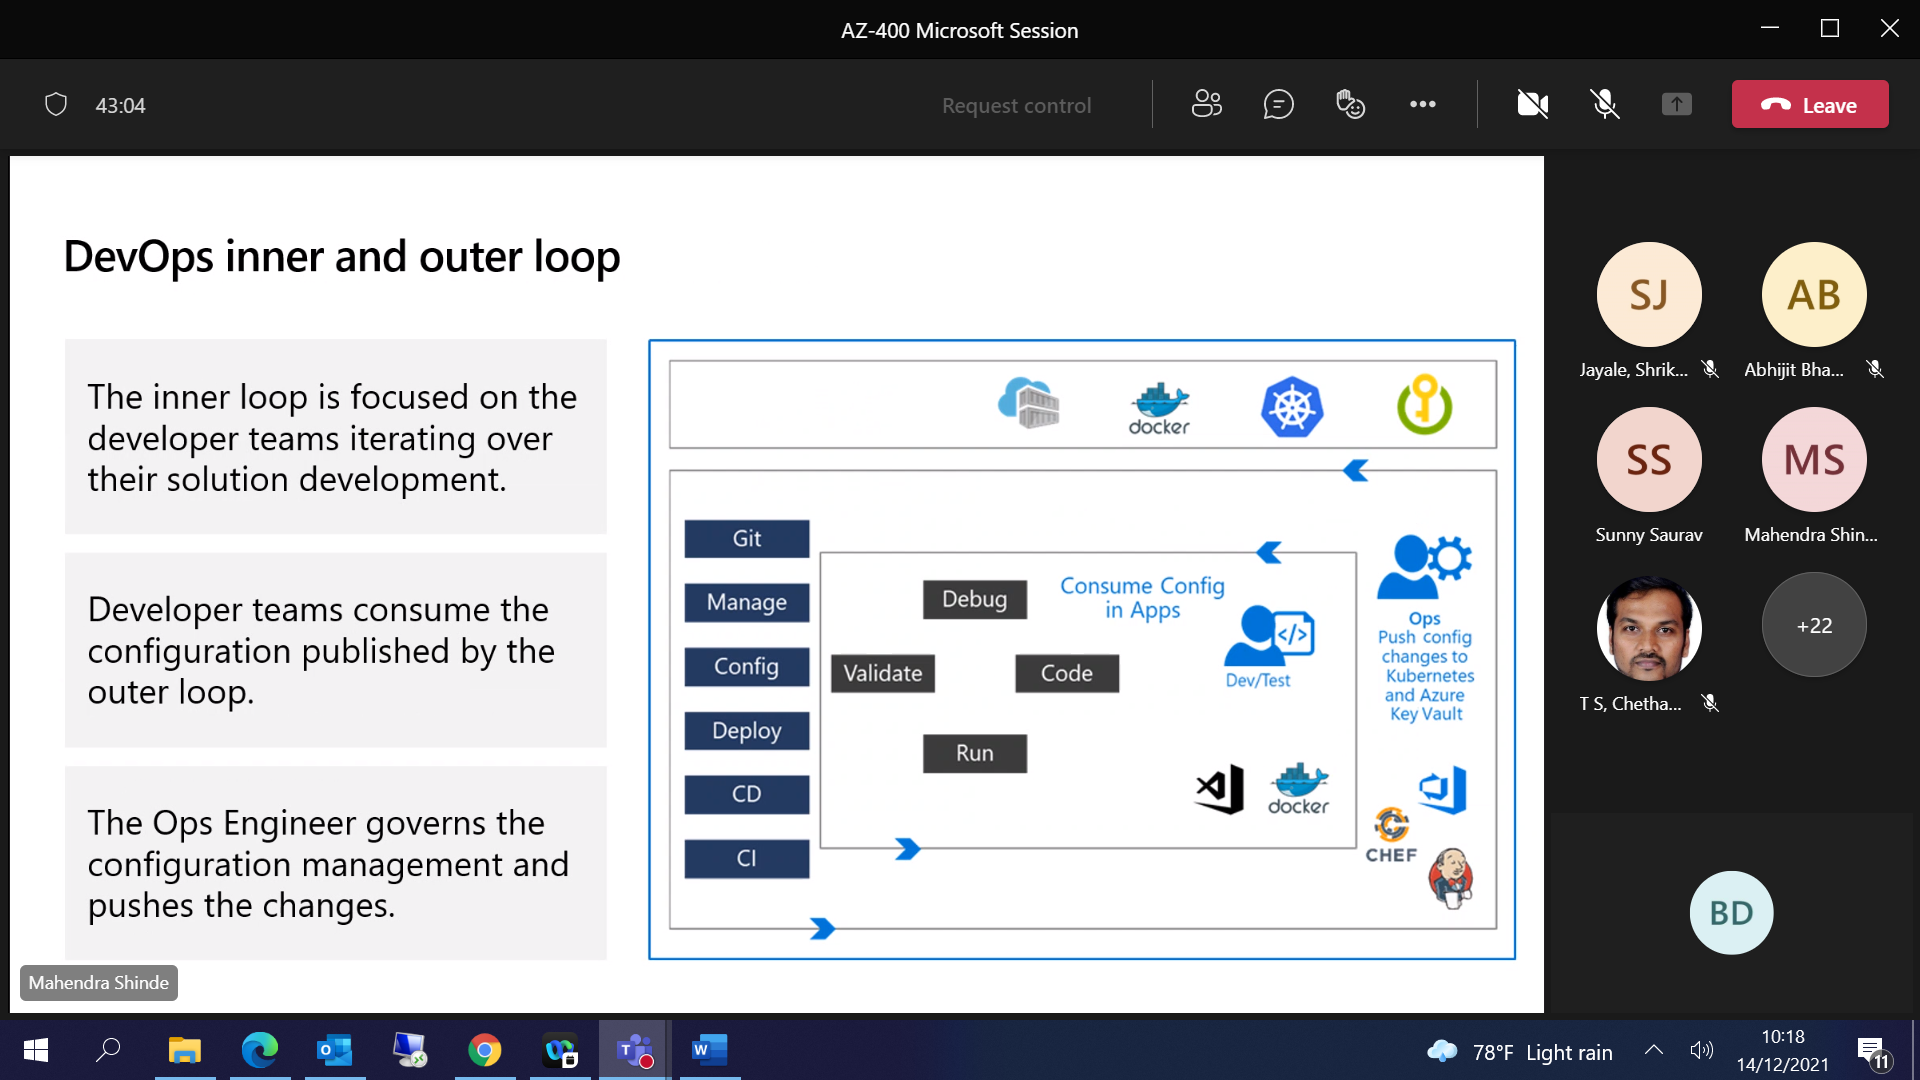 AZ-400 Microsoft Session
43:04
Request control
Leave
DevOps inner and outer loop
The inner loop is focused on the
developer teams iterating over
their solution development.
Developer teams consume the
configuration published by the
outer loop.
The Ops Engineer governs the
configuration management and
pushes the changes.
docker
Git
Manage
Config
Deploy
CD
CI
Debug
Validate
Code
Run
Consume Config
in Apps
Dev/Test
docker
Ops
Push config
changes to
Kubernetes
and Azure
Key Vault
CHEF
Mahendra Shinde
SJ
Jayale, Shrik...
AB
Abhijit Bha...
SS
Sunny Saurav
MS
Mahendra Shin...
T S, Chetha...
+22
BD
78°F Light rain
10:18
14/12/2021
11